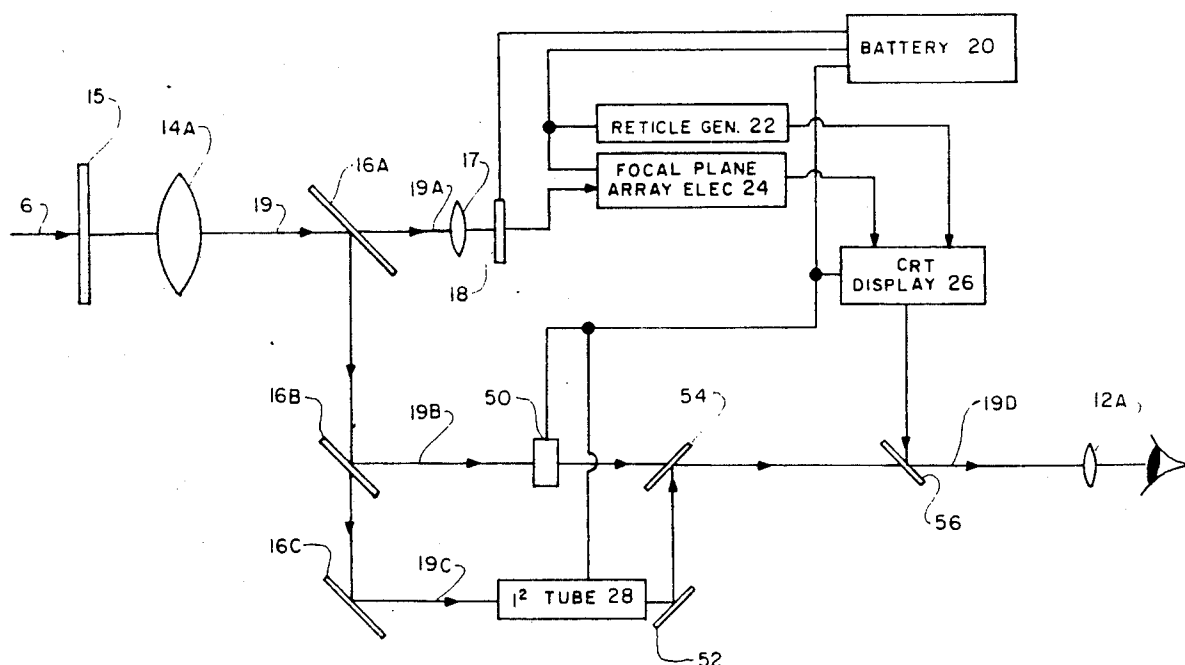 BATTERY 20
15
14A
RETICLE GEN. 22
16A
17
19A
FOCAL PLANE
ARRAY ELEC 24
6
19
18
CRT
DISPLAY 26
16B
19B
50
54
19D
12A
56
16C
19C
I² TUBE 28
52